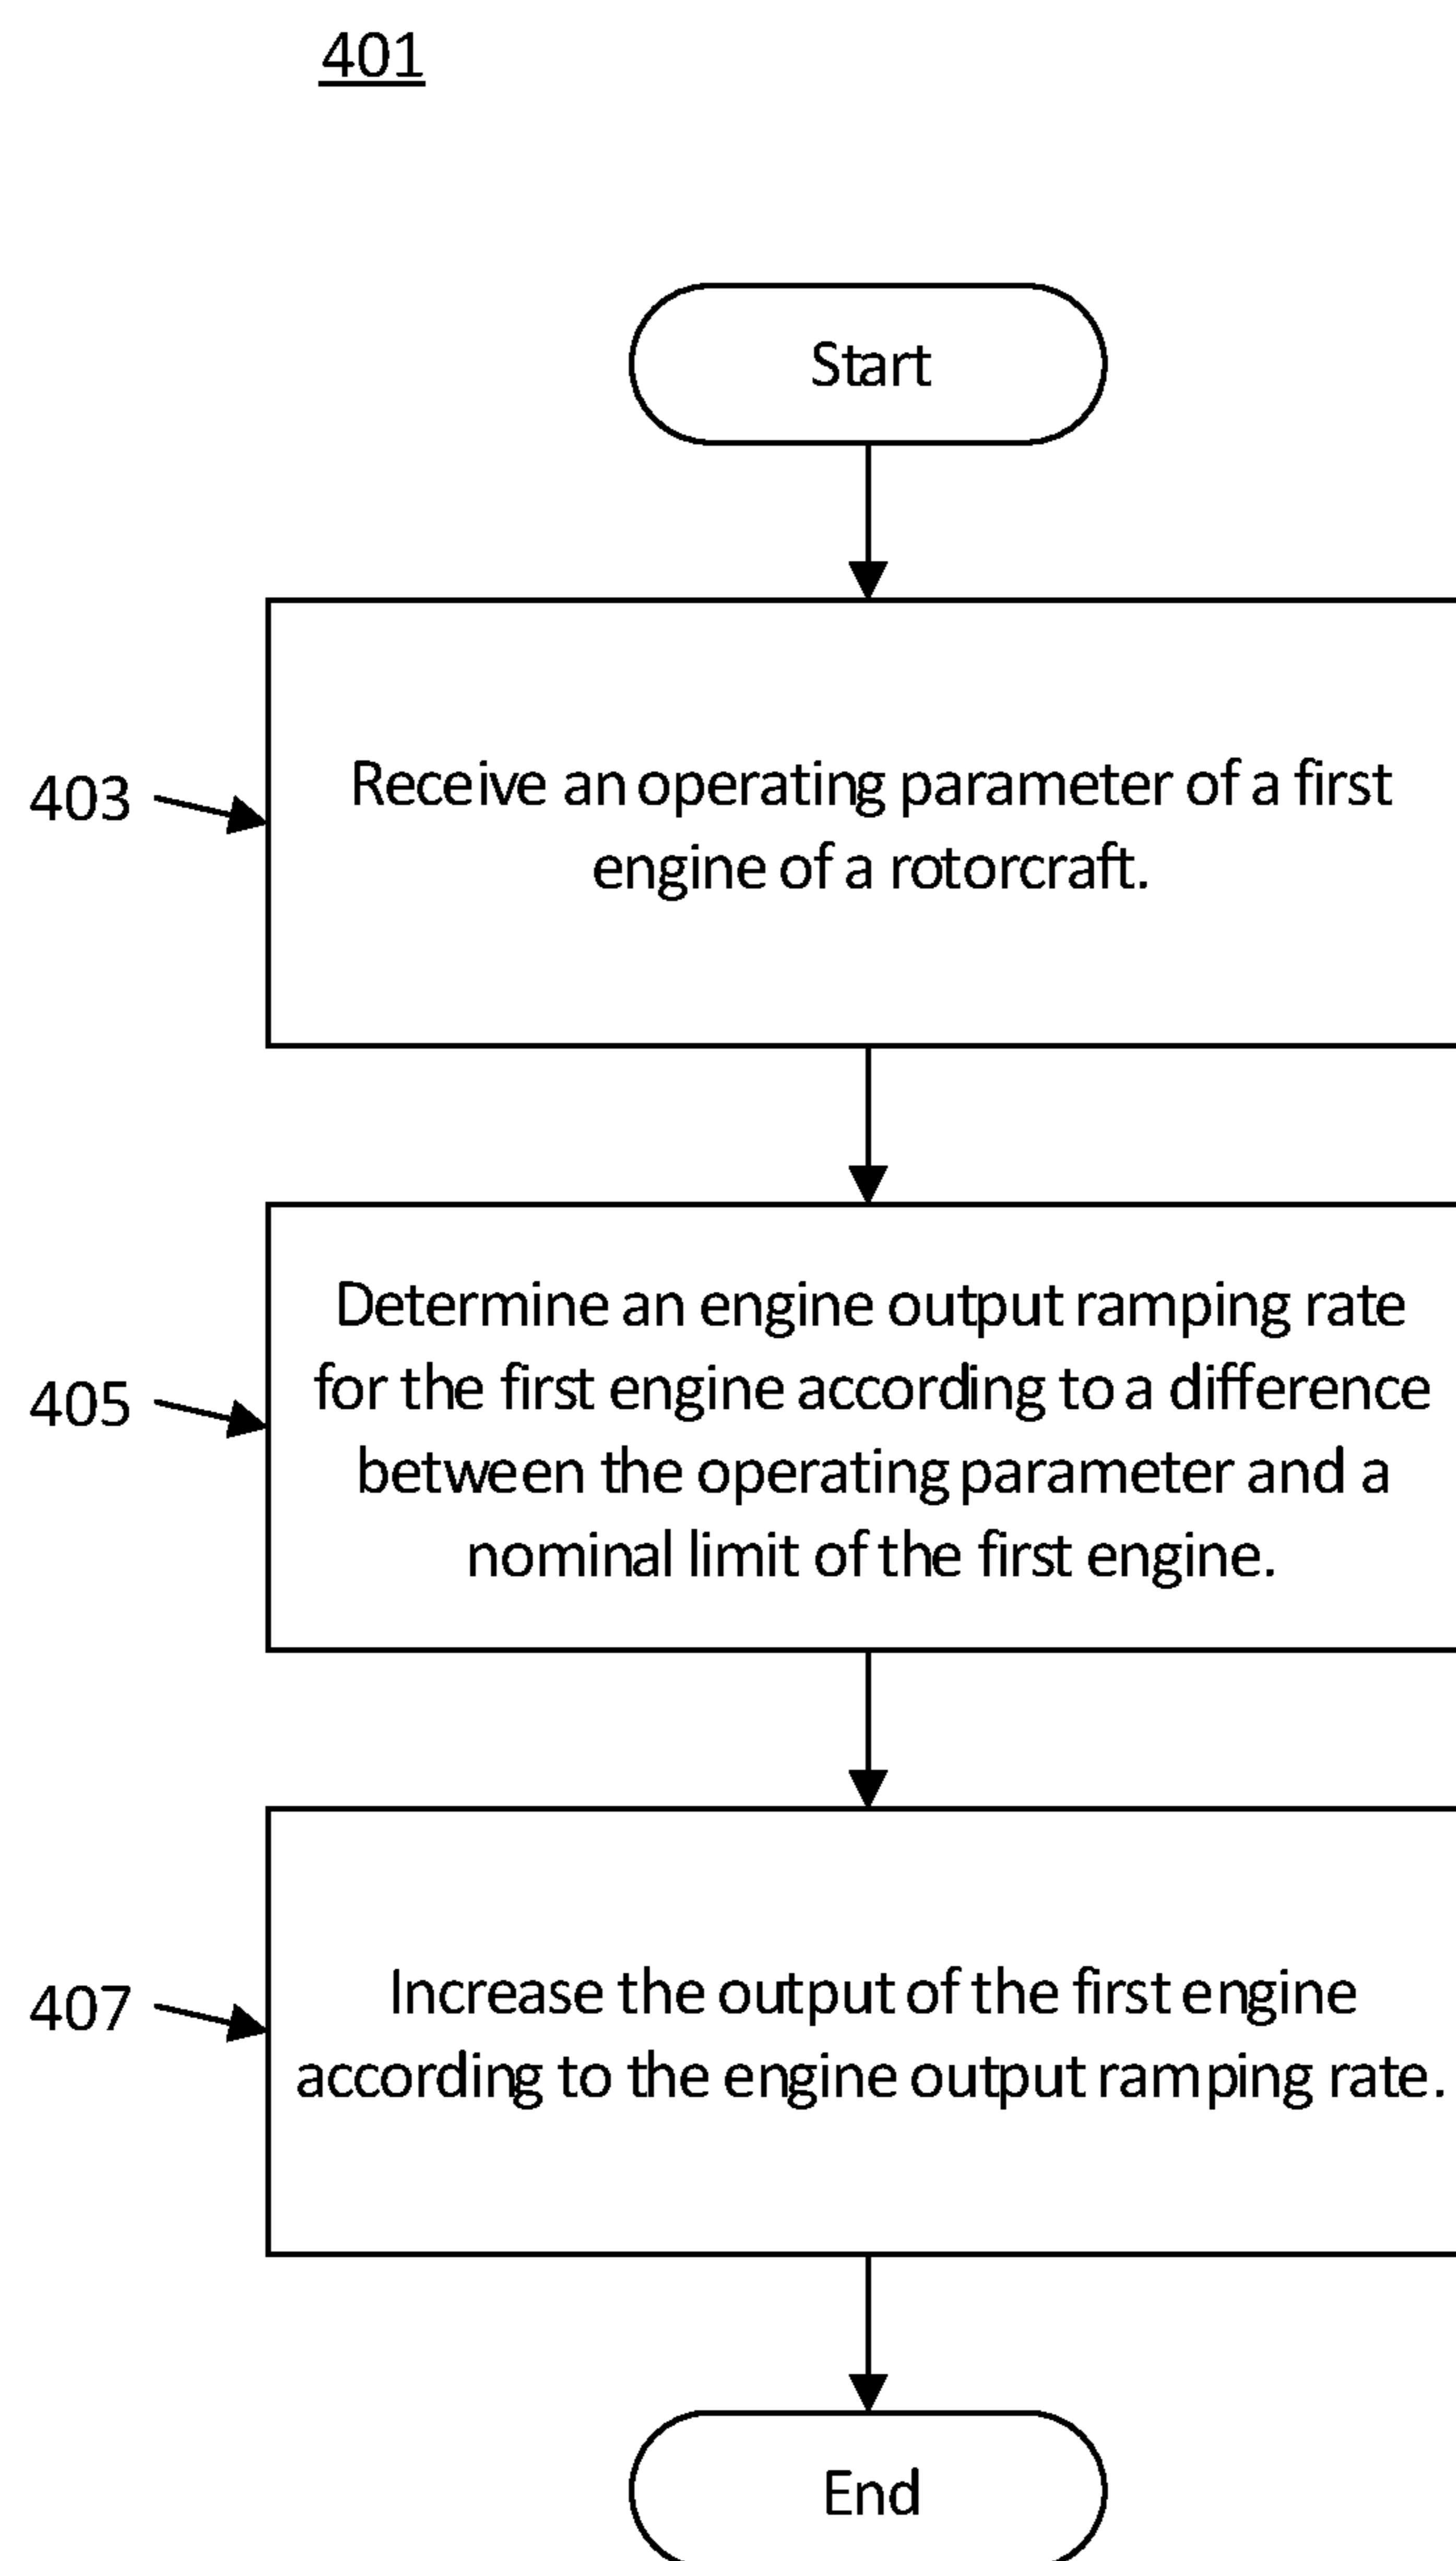 401
Start
403
Receive an operating parameter of a first
engine of a rotorcraft.
405
Determine an engine output ramping rate
for the first engine according to a difference
between the operating parameter and a
nominal limit of the first engine.
407
Increase the output of the first engine
according to the engine output ramping rate.
End